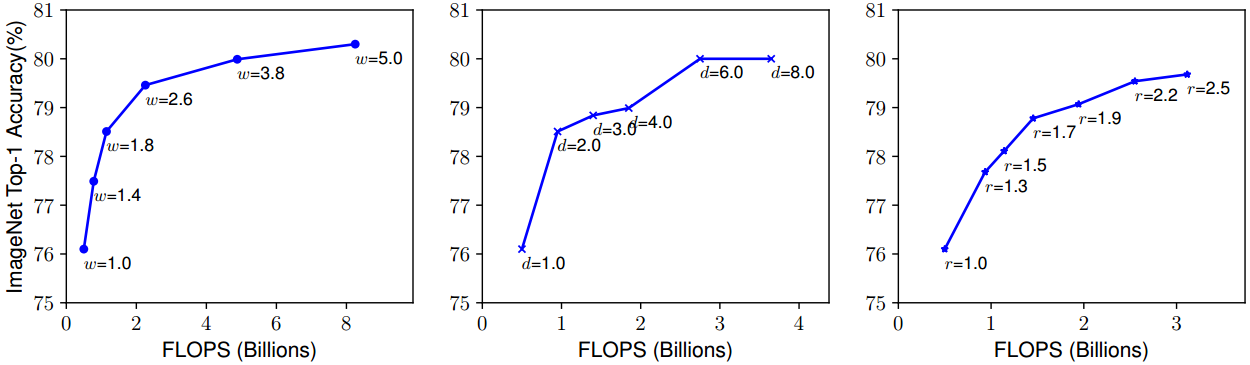 ImageNet Top-1 Accuracy(%)
81
80
79
78
77
76
75
w=1.0
w=1.4
w=1.8
w=2.6
w=3.8
w=5.0
0 2 4 6 8
FLOPS (Billions)
81
80
79
78
77
76
75
d=1.0
d=2.0
d=3.0
d=4.0
d=6.0
d=8.0
0 1 2 3 4
FLOPS (Billions)
81
80
79
78
77
76
75
r=1.0
r=1.3
r=1.5
r=1.7
r=1.9
r=2.2
r=2.5
0 1 2 3
FLOPS (Billions)